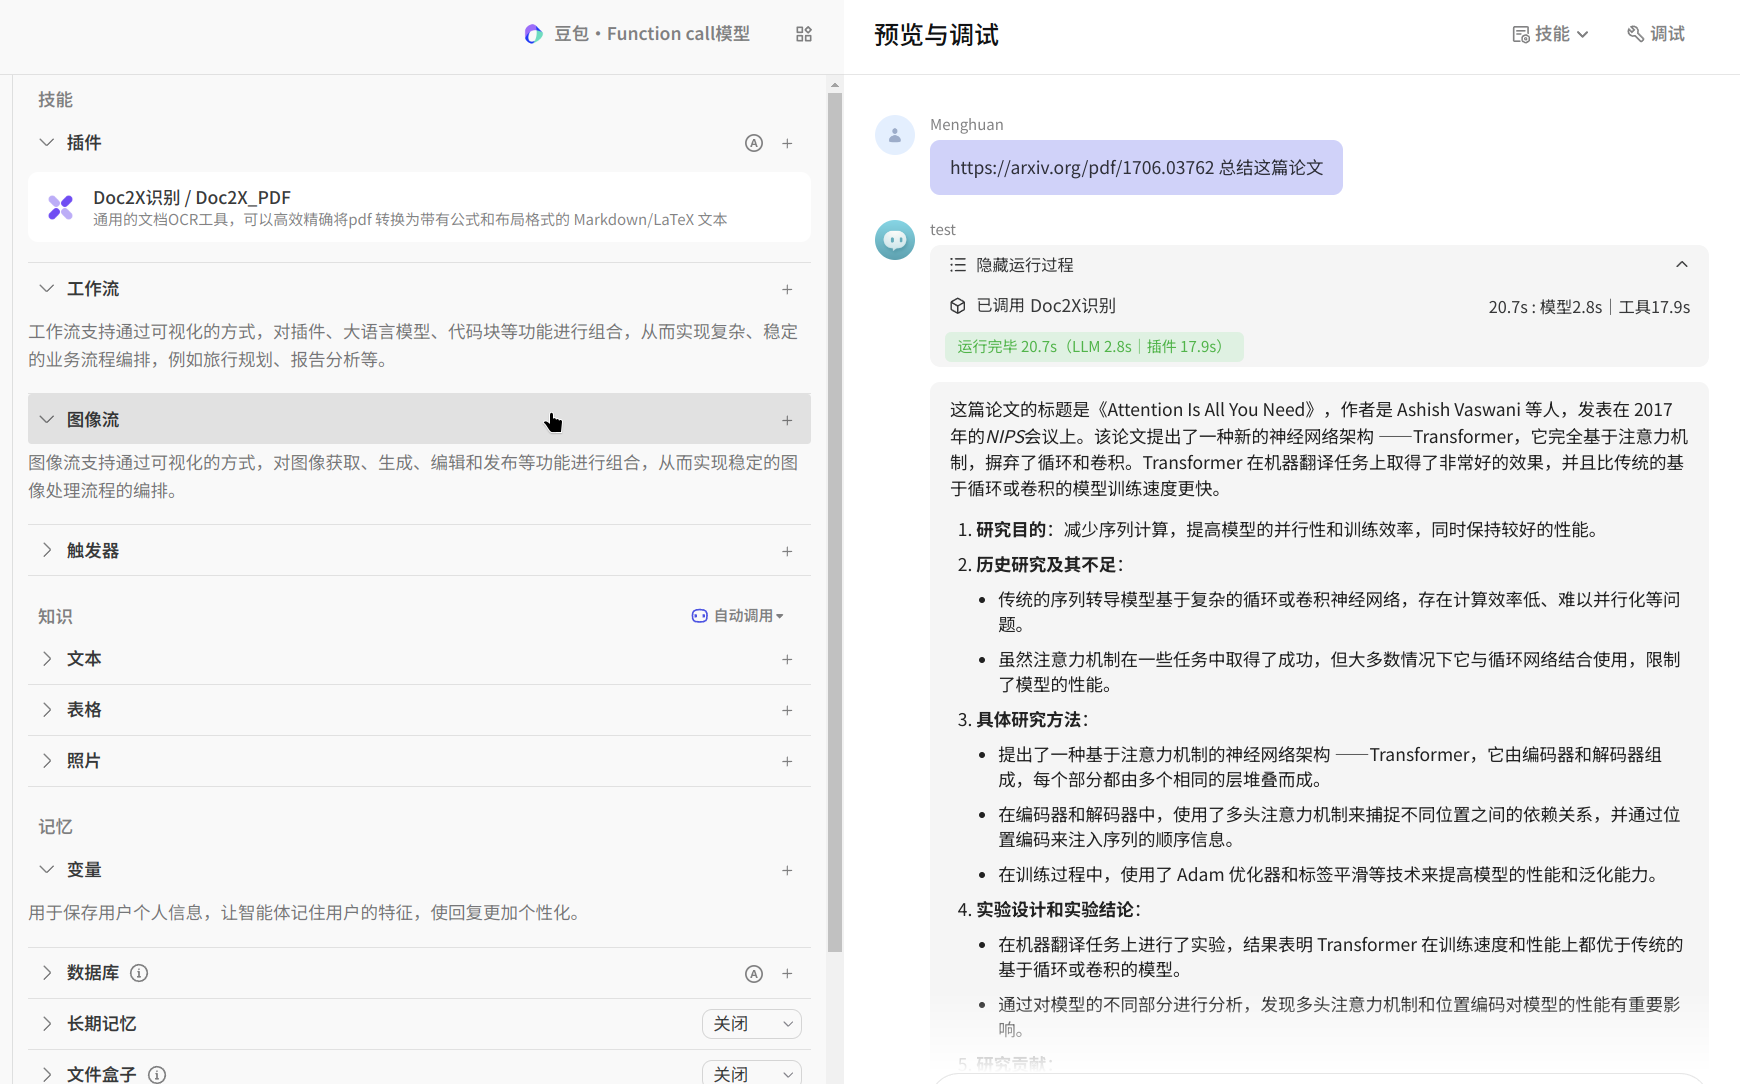 豆包・Function call模型
技能
插件
Doc2X识别 / Doc2X_PDF
通用的文档OCR工具，可以高效精确将pdf 转换为带有公式和布局格式的 Markdown/LaTeX 文本
工作流
工作流支持通过可视化的方式，对插件、大语言模型、代码块等功能进行组合，从而实现复杂、稳定
的业务流程编排，例如旅行规划、报告分析等。
图像流
图像流支持通过可视化的方式，对图像获取、生成、编辑和发布等功能进行组合，从而实现稳定的图
像处理流程的编排。
触发器
知识
自动调用
文本
表格
照片
记忆
变量
用于保存用户个人信息，让智能体记住用户的特征，使回复更加个性化。
数据库
长期记忆
关闭
文件盒子
关闭
预览与调试
技能
调试
Menghuan
https://arxiv.org/pdf/1706.03762 总结这篇论文
test
隐藏运行过程
已调用 Doc2X识别
20.7s : 模型2.8s｜工具17.9s
运行完毕 20.7s（LLM 2.8s｜插件 17.9s）
这篇论文的标题是《Attention Is All You Need》，作者是 Ashish Vaswani 等人，发表在 2017
年的NIPS会议上。该论文提出了一种新的神经网络架构 ——Transformer，它完全基于注意力机
制，摒弃了循环和卷积。Transformer 在机器翻译任务上取得了非常好的效果，并且比传统的基
于循环或卷积的模型训练速度更快。
1. 研究目的：减少序列计算，提高模型的并行性和训练效率，同时保持较好的性能。
2. 历史研究及其不足：
• 传统的序列转导模型基于复杂的循环或卷积神经网络，存在计算效率低、难以并行化等问
题。
• 虽然注意力机制在一些任务中取得了成功，但大多数情况下它与循环网络结合使用，限制
了模型的性能。
3. 具体研究方法：
• 提出了一种基于注意力机制的神经网络架构 ——Transformer，它由编码器和解码器组
成，每个部分都由多个相同的层堆叠而成。
• 在编码器和解码器中，使用了多头注意力机制来捕捉不同位置之间的依赖关系，并通过位
置编码来注入序列的顺序信息。
• 在训练过程中，使用了 Adam 优化器和标签平滑等技术来提高模型的性能和泛化能力。
4. 实验设计和实验结论：
• 在机器翻译任务上进行了实验，结果表明 Transformer 在训练速度和性能上都优于传统的
基于循环或卷积的模型。
• 通过对模型的不同部分进行分析，发现多头注意力机制和位置编码对模型的性能有重要影
响。
5. 研究贡献：